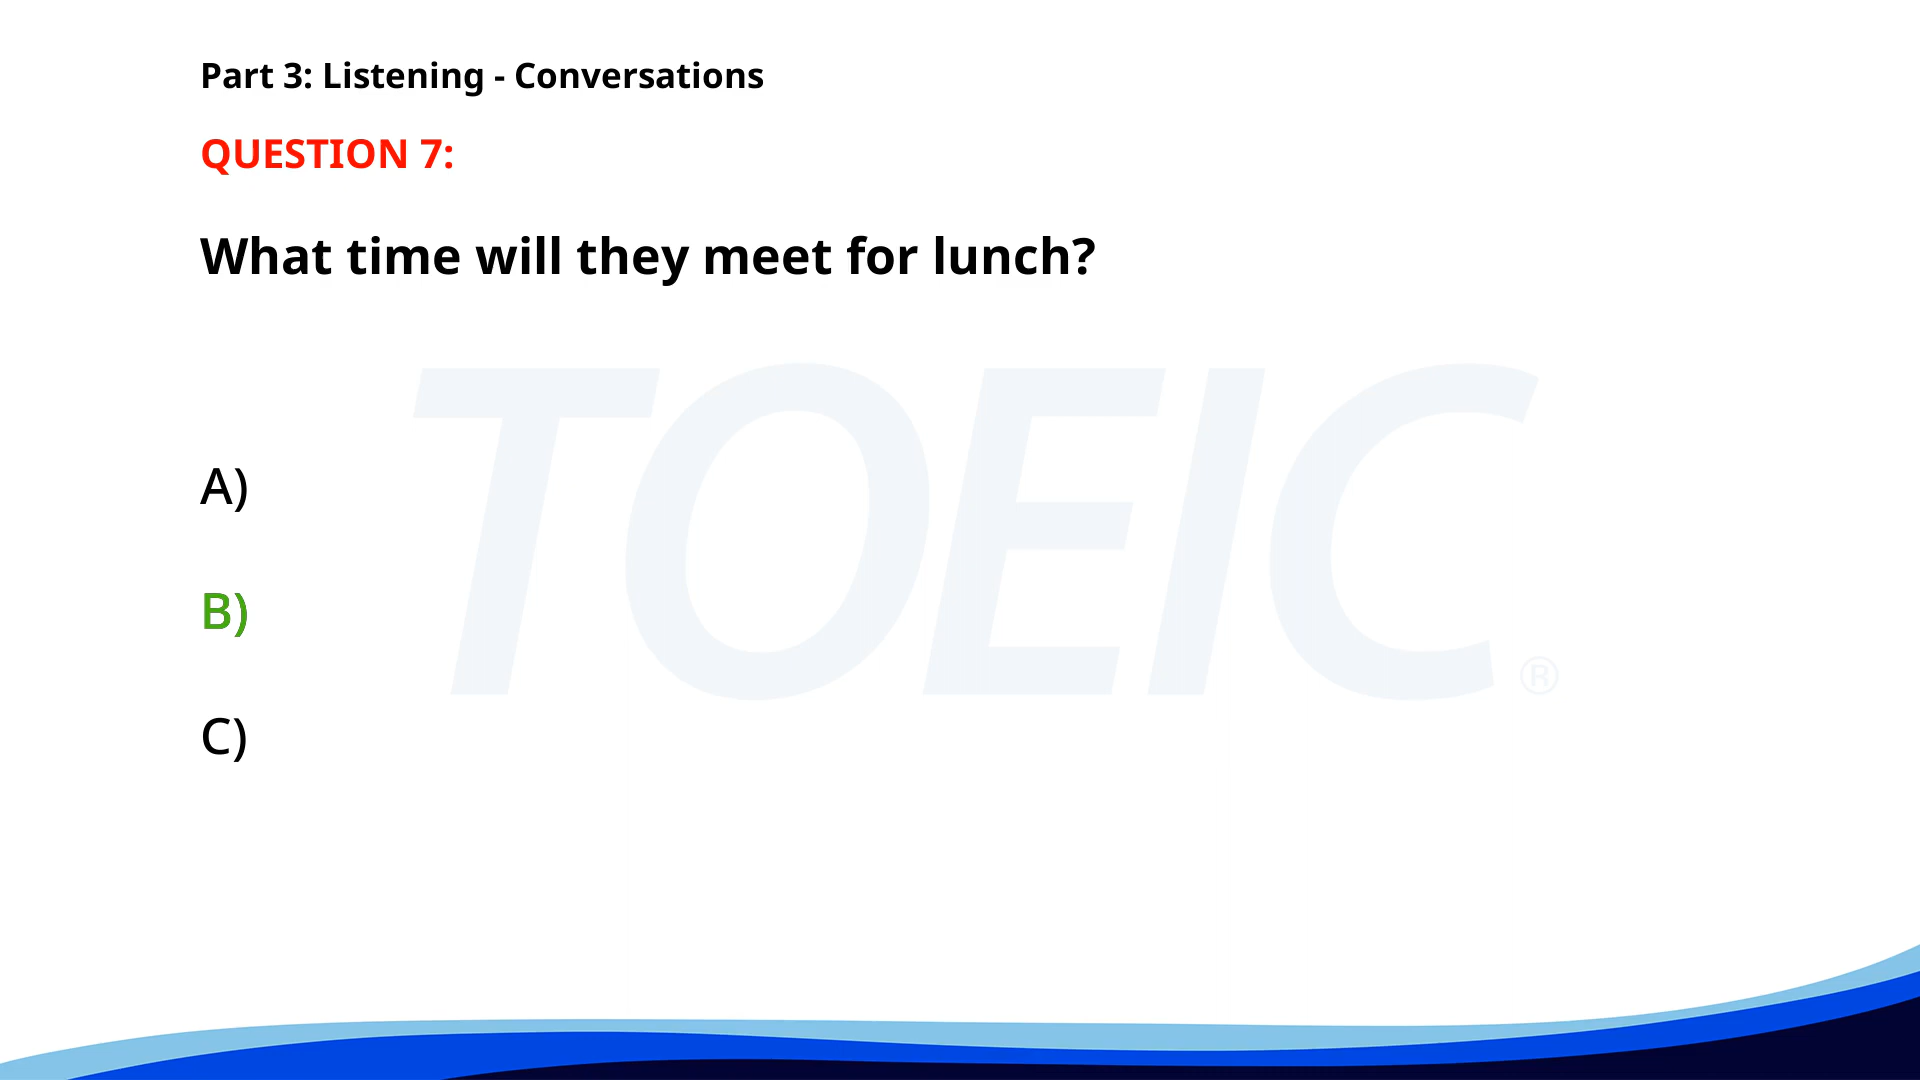 Part 3: Listening - Conversations
QUESTION 7:
What time will they meet for lunch?
TOEIC®
A)
B)
C)